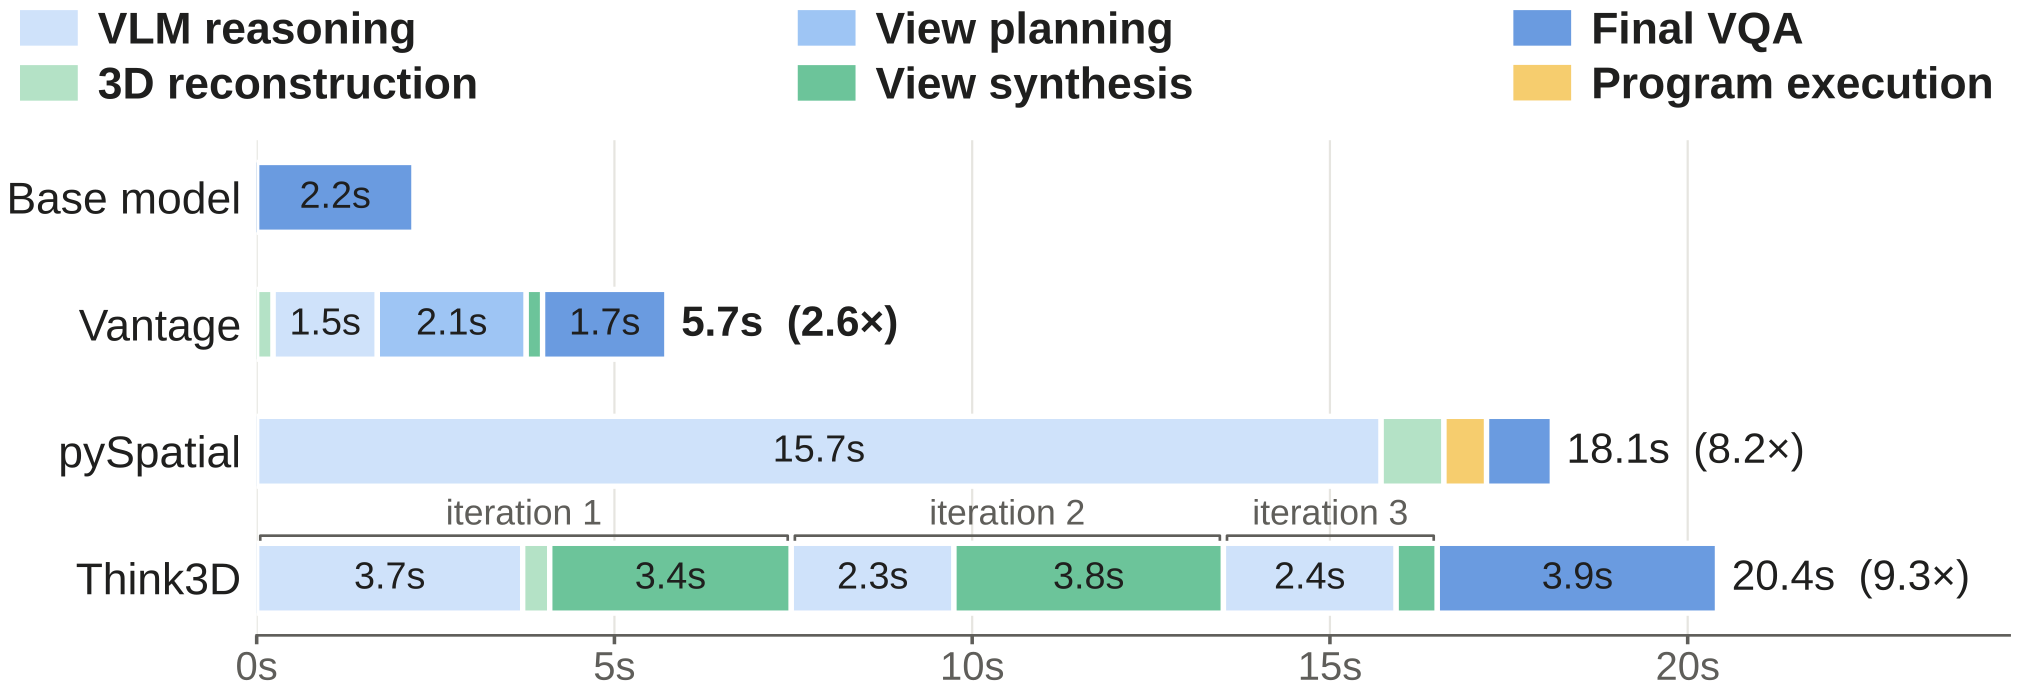 VLM reasoning View planning Final VQA
3D reconstruction View synthesis Program execution
Base model 2.2s
Vantage 1.5s 2.1s 1.7s 5.7s (2.6×)
pySpatial 15.7s 18.1s (8.2×)
iteration 1 iteration 2 iteration 3
Think3D 3.7s 3.4s 2.3s 3.8s 2.4s 3.9s 20.4s (9.3×)
0s 5s 10s 15s 20s